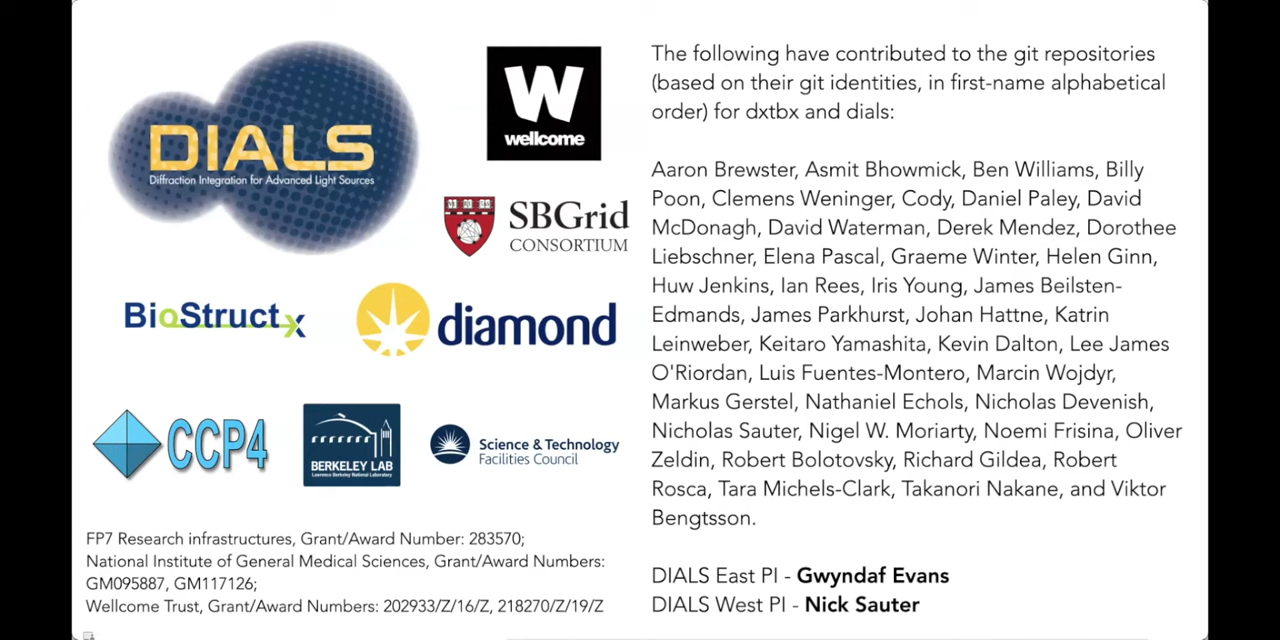 DIALS
Diffraction Integration for Advanced Light Sources
W
wellcome
SBGrid
CONSORTIUM
BioStructx
diamond
CCP4
BERKELEY LAB
Lawrence Berkeley National Laboratory
Science & Technology
Facilities Council
FP7 Research infrastructures, Grant/Award Number: 283570;
National Institute of General Medical Sciences, Grant/Award Numbers:
GM095887, GM117126;
Wellcome Trust, Grant/Award Numbers: 202933/Z/16/Z, 218270/Z/19/Z
The following have contributed to the git repositories
(based on their git identities, in first-name alphabetical
order) for dxtbx and dials:
Aaron Brewster, Asmit Bhowmick, Ben Williams, Billy
Poon, Clemens Weninger, Cody, Daniel Paley, David
McDonagh, David Waterman, Derek Mendez, Dorothee
Liebschner, Elena Pascal, Graeme Winter, Helen Ginn,
Huw Jenkins, Ian Rees, Iris Young, James Beilsten-
Edmands, James Parkhurst, Johan Hattne, Katrin
Leinweber, Keitaro Yamashita, Kevin Dalton, Lee James
O'Riordan, Luis Fuentes-Montero, Marcin Wojdyr,
Markus Gerstel, Nathaniel Echols, Nicholas Devenish,
Nicholas Sauter, Nigel W. Moriarty, Noemi Frisina, Oliver
Zeldin, Robert Bolotovsky, Richard Gildea, Robert
Rosca, Tara Michels-Clark, Takanori Nakane, and Viktor
Bengtsson.
DIALS East PI - Gwyndaf Evans
DIALS West PI - Nick Sauter